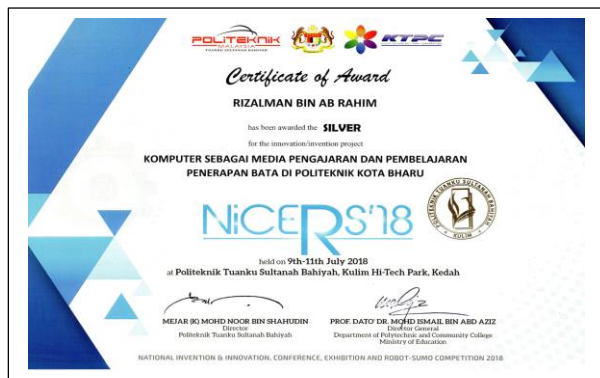 POLITEKNIK
MALAYSIA
TUANKU SULTANAH BAHIYAH
KTPC
Certificate of Award
RIZALMAN BIN AB RAHIM
has been awarded the SILVER
for the innovation/invention project
KOMPUTER SEBAGAI MEDIA PENGAJARAN DAN PEMBELAJARAN
PENERAPAN BATA DI POLITEKNIK KOTA BHARU
POLITEKNIK TUANKU SULTANAH BAHIYAH
KULIM
NiCERS'18
held on 9th-11th July 2018
at Politeknik Tuanku Sultanah Bahiyah, Kulim Hi-Tech Park, Kedah
MEJAR (K) MOHD NOOR BIN SHAHUDIN
Director
Politeknik Tuanku Sultanah Bahiyah
PROF. DATO' DR. MOHD ISMAIL BIN ABD AZIZ
Director General
Department of Polytechnic and Community College
Ministry of Education
NATIONAL INVENTION & INNOVATION, CONFERENCE, EXHIBITION AND ROBOT-SUMO COMPETITION 2018